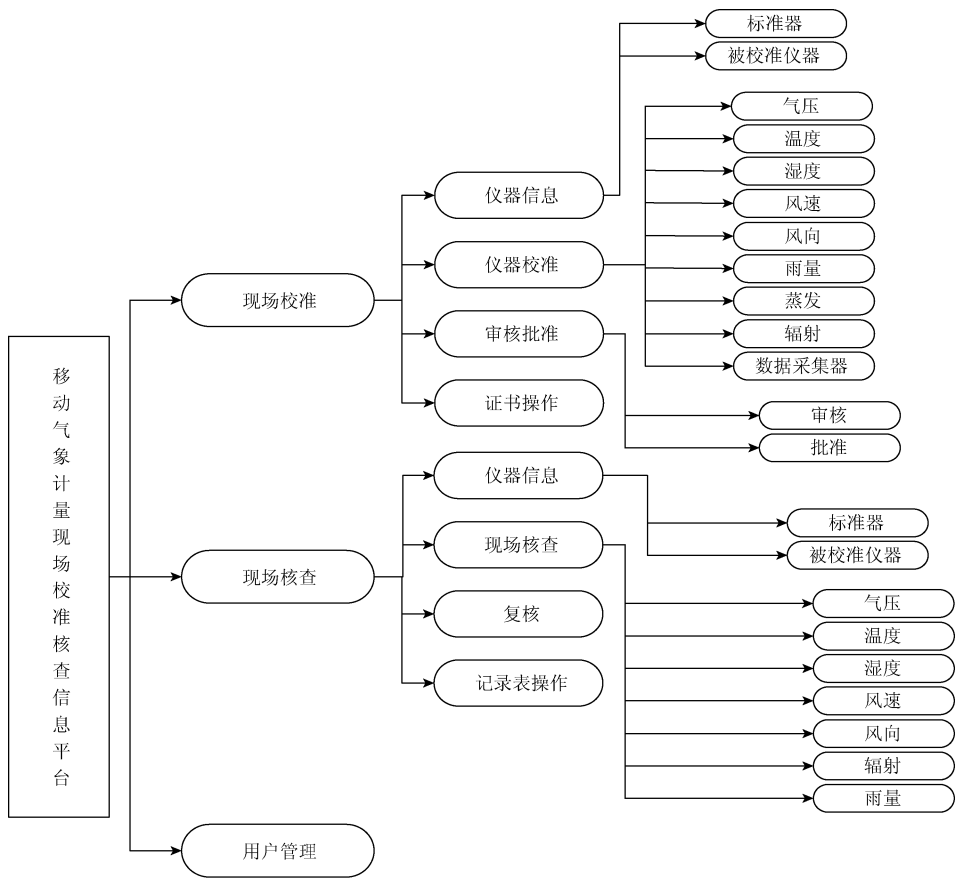 移动气象计量现场校准核查信息平台
现场校准
仪器信息
标准器
被校准仪器
仪器校准
气压
温度
湿度
风速
风向
雨量
蒸发
辐射
数据采集器
审核批准
审核
批准
证书操作
现场核查
仪器信息
标准器
被校准仪器
现场核查
气压
温度
湿度
风速
风向
辐射
雨量
复核
记录表操作
用户管理